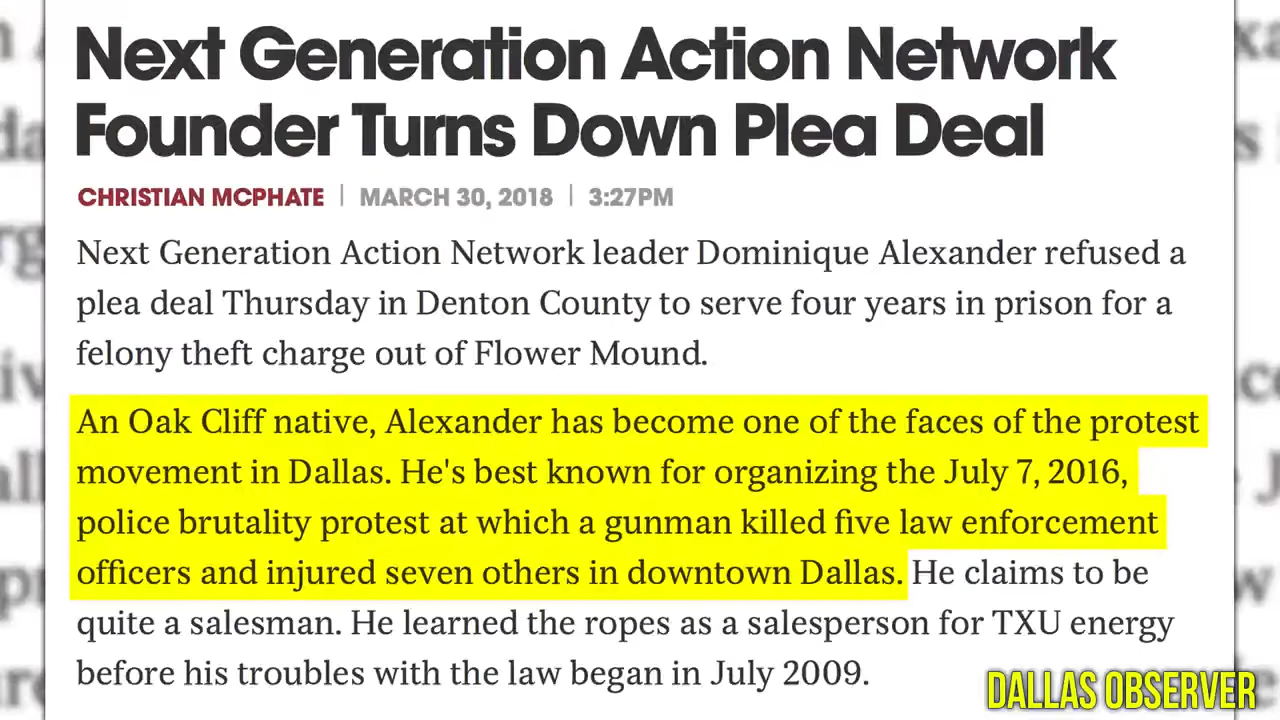 Next Generation Action Network
Founder Turns Down Plea Deal
CHRISTIAN MCPHATE | MARCH 30, 2018 | 3:27PM
Next Generation Action Network leader Dominique Alexander refused a
plea deal Thursday in Denton County to serve four years in prison for a
felony theft charge out of Flower Mound.
An Oak Cliff native, Alexander has become one of the faces of the protest
movement in Dallas. He's best known for organizing the July 7, 2016,
police brutality protest at which a gunman killed five law enforcement
officers and injured seven others in downtown Dallas. He claims to be
quite a salesman. He learned the ropes as a salesperson for TXU energy
before his troubles with the law began in July 2009.
DALLAS OBSERVER